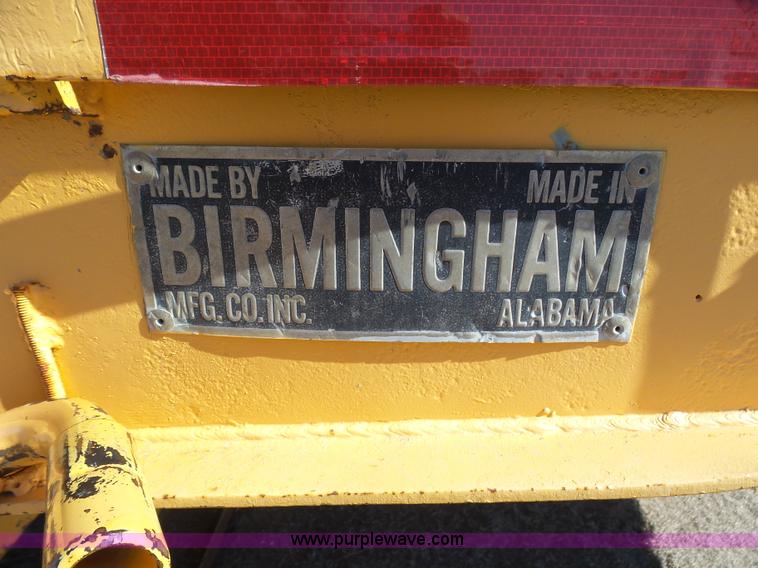 MADE BY MADE IN
BIRMINGHAM
MFG. CO. INC. ALABAMA
www.purplewave.com